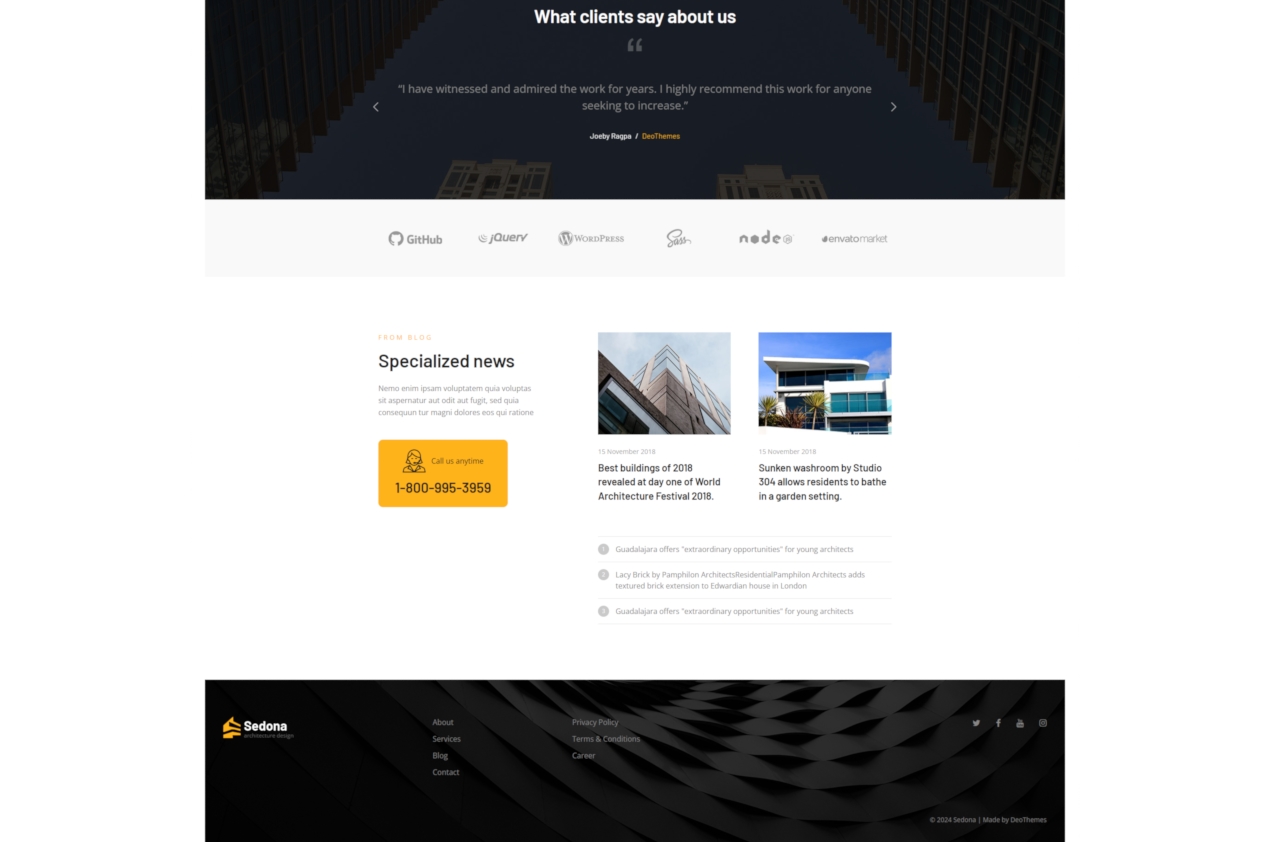 What clients say about us
“
“I have witnessed and admired the work for years. I highly recommend this work for anyone
seeking to increase.”
Joeby Ragpa / DeoThemes
GitHub
jQuery
WordPress
Sass
node
envato market
FROM BLOG
Specialized news
Nemo enim ipsam voluptatem quia voluptas
sit aspernatur aut odit aut fugit, sed quia
consequun tur magni dolores eos qui ratione
Call us anytime
1-800-995-3959
15 November 2018
Best buildings of 2018
revealed at day one of World
Architecture Festival 2018.
15 November 2018
Sunken washroom by Studio
304 allows residents to bathe
in a garden setting.
1 Guadalajara offers "extraordinary opportunities" for young architects
2 Lacy Brick by Pamphilon ArchitectsResidentialPamphilon Architects adds
textured brick extension to Edwardian house in London
3 Guadalajara offers "extraordinary opportunities" for young architects
Sedona
architecture design
About
Services
Blog
Contact
Privacy Policy
Terms & Conditions
Career
© 2024 Sedona | Made by DeoThemes